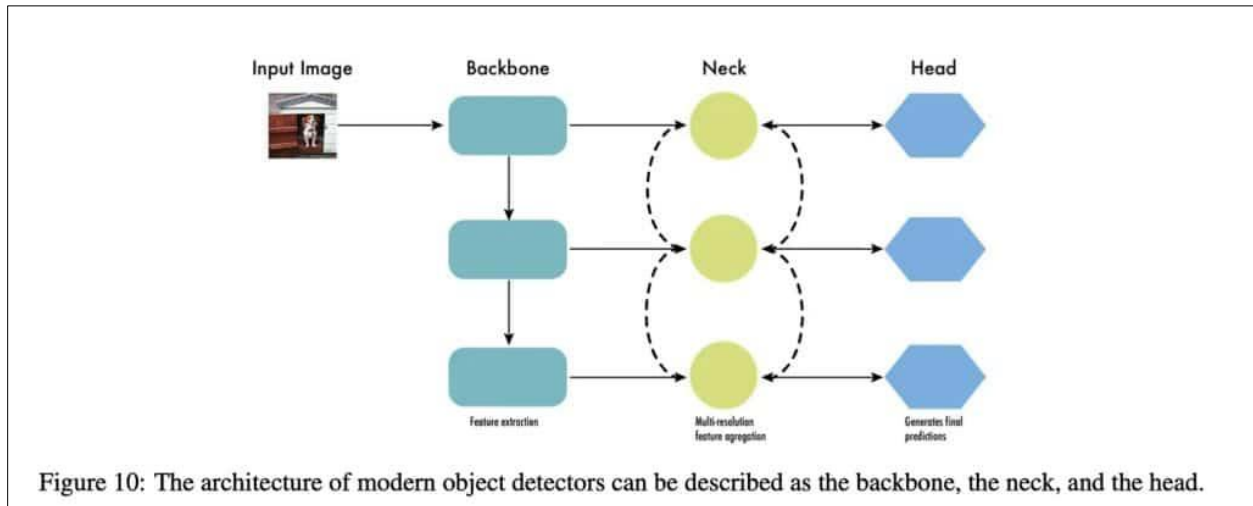 Input Image
Backbone
Neck
Head
Feature extraction
Multi-resolution
feature agregation
Generates final
predictions
Figure 10: The architecture of modern object detectors can be described as the backbone, the neck, and the head.